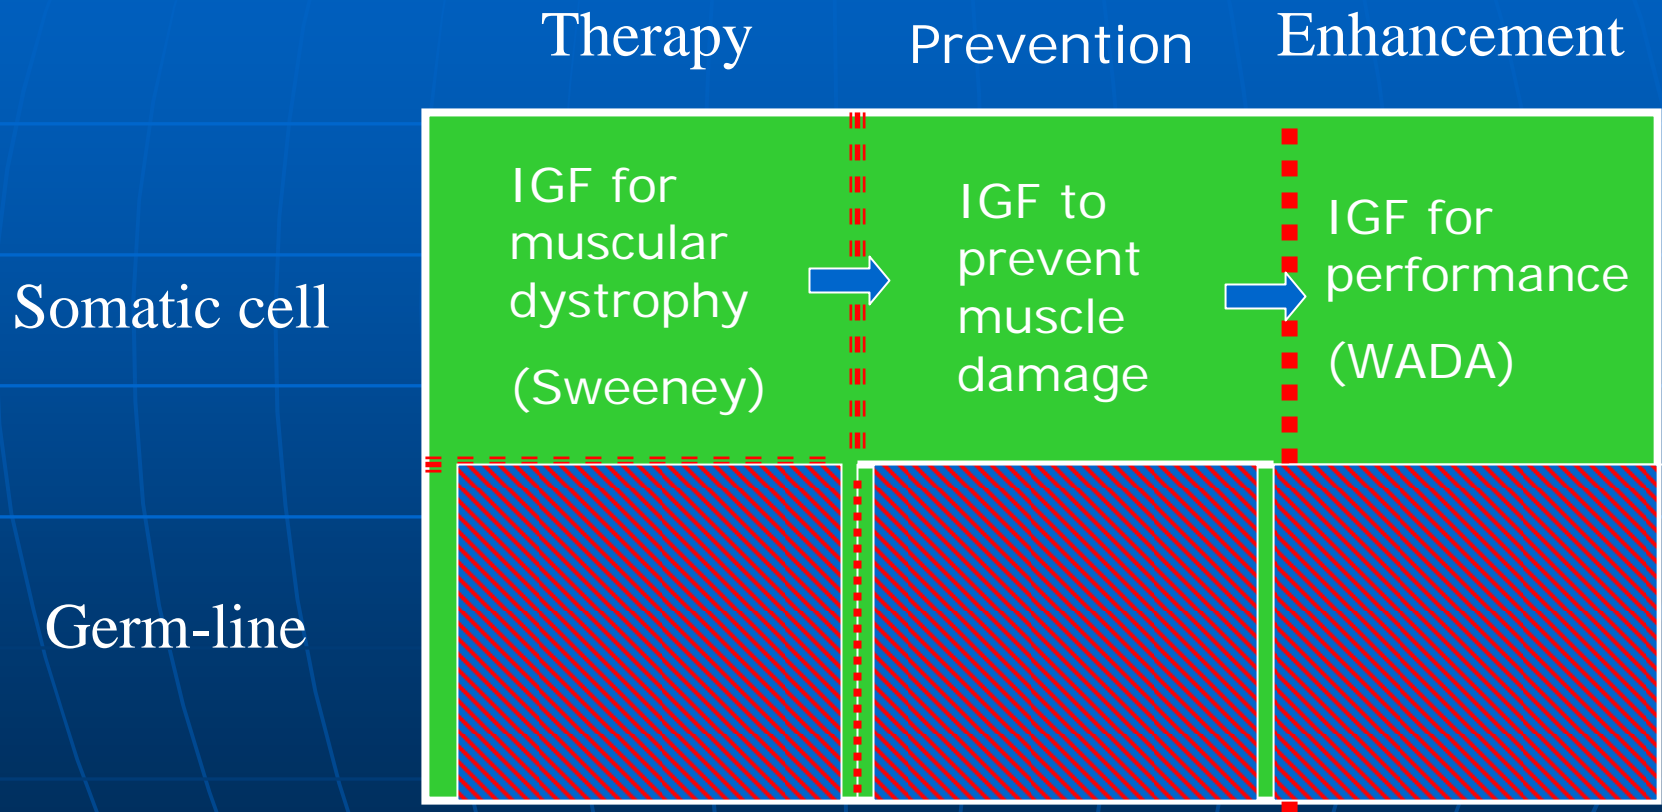 Therapy Prevention Enhancement
Somatic cell
IGF for
muscular
dystrophy
(Sweeney)
IGF to
prevent
muscle
damage
IGF for
performance
(WADA)
Germ-line